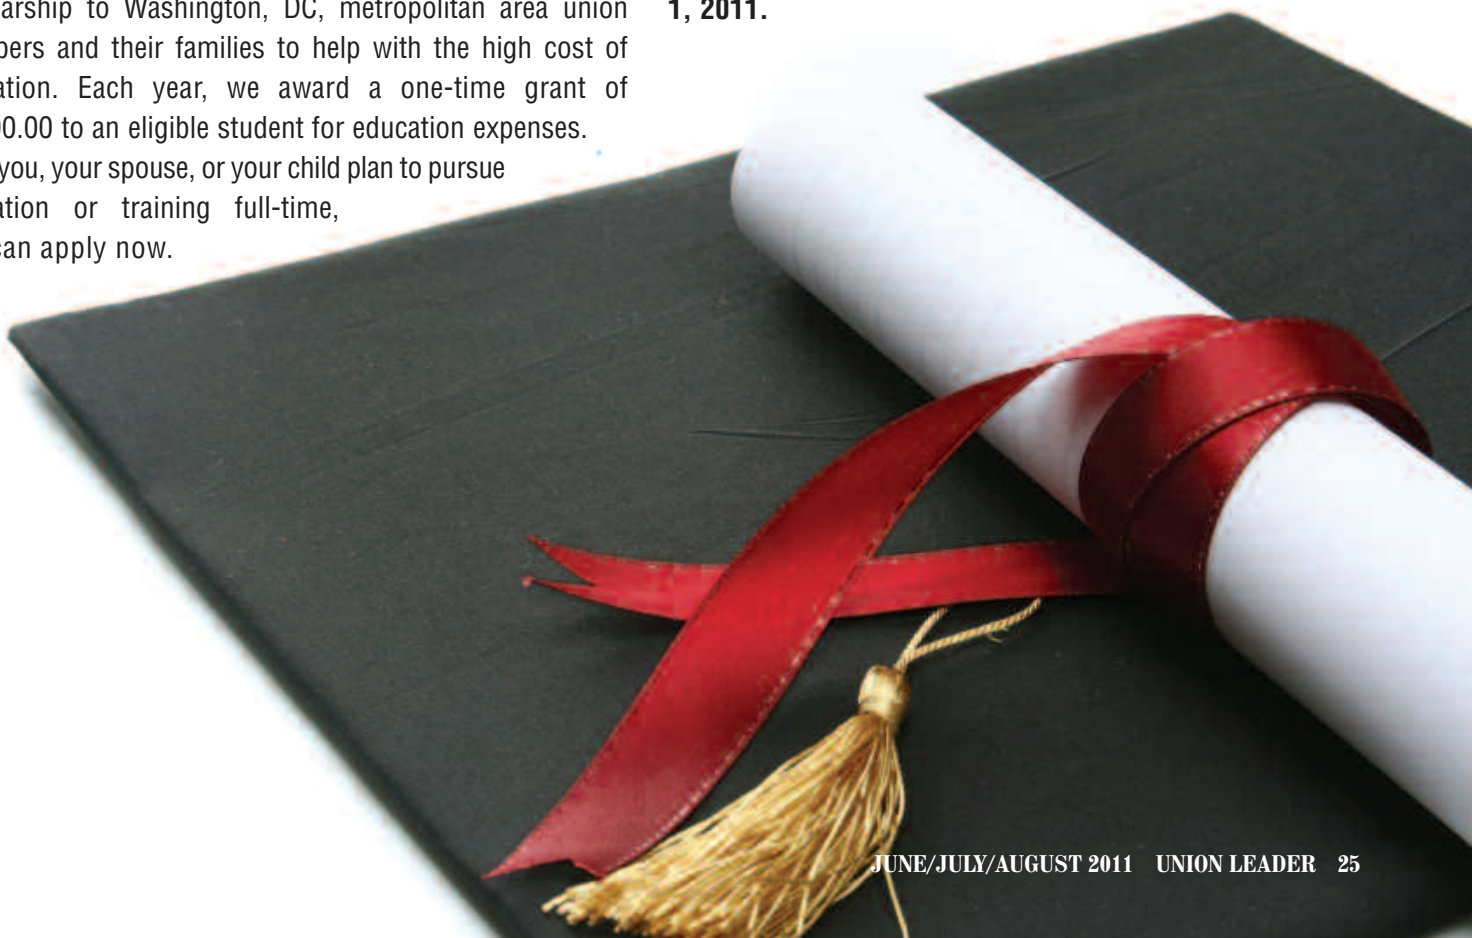 arship to Washington, DC, metropolitan area union
bers and their families to help with the high cost of
ation. Each year, we award a one-time grant of
00.00 to an eligible student for education expenses.
you, your spouse, or your child plan to pursue
ation or training full-time,
can apply now.
1, 2011.
JUNE/JULY/AUGUST 2011 UNION LEADER 25